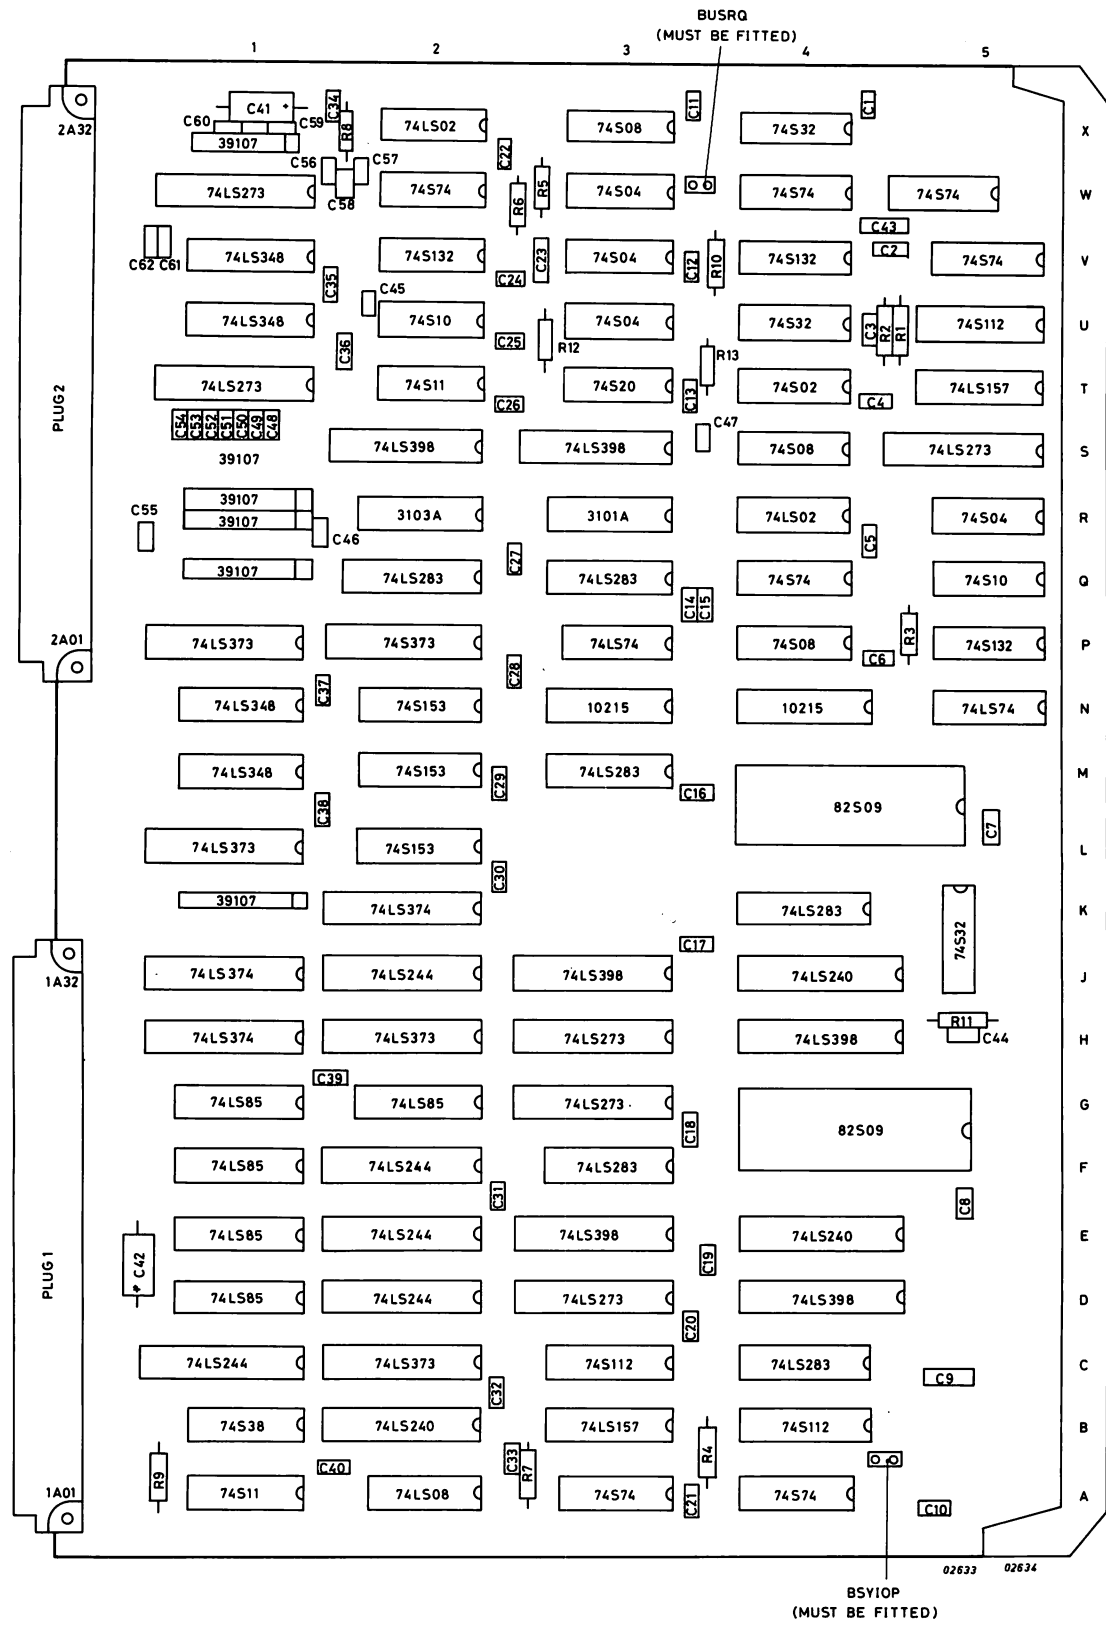 BUSRQ
(MUST BE FITTED)
1 2 3 4 5
2A32 C60 C41 + C59 C34 R8 74LS02 74S08 C11 74S32 C1 X
39107 C56 C57 C22
74LS273 C58 74S74 R6 R5 74S04 74S74 74S74 W
C43
C62 C61 74LS348 C35 74S132 C24 C23 74S04 C12 R10 74S132 C2 74S74 V
C45
74LS348 C36 74S10 C25 R12 74S04 R13 74S32 C3 R2 R1 74S112 U
74LS273 74S11 C26 74S20 C13 74S02 C4 74LS157 T
PLUG2
C54 C53 C52 C51 C50 C49 C48 C47
39107 74LS398 74LS398 74S08 74LS273 S
C55 39107
39107 C46 3103A 3101A 74LS02 C5 74S04 R
39107 74LS283 C27 74LS283 C14 C15 74S74 74S10 Q
2A01 74LS373 74S373 C28 74LS74 74S08 C6 R3 74S132 P
74LS348 C37 74S153 10215 10215 74LS74 N
74LS348 C38 74S153 C29 74LS283 C16 82S09 C7 M
74LS373 74S153 C30 L
39107 74LS374 74LS283 74S32 K
C17
1A32 74LS374 74LS244 74LS398 74LS240 J
74LS374 74LS373 74LS273 74LS398 R11 C44 H
C39
74LS85 74LS85 74LS273 C18 82S09 G
74LS85 74LS244 C31 74LS283 C8 F
PLUG1
+ C42 74LS85 74LS244 74LS398 C19 74LS240 E
74LS85 74LS244 74LS273 C20 74LS398 D
74LS244 74LS373 C32 74S112 74LS283 C9 C
74S38 74LS240 74LS157 R4 74S112 B
R9 C40 C33 R7
1A01 74S11 74LS08 74S74 C21 74S74 C10 A
02633 02634
BSYIOP
(MUST BE FITTED)